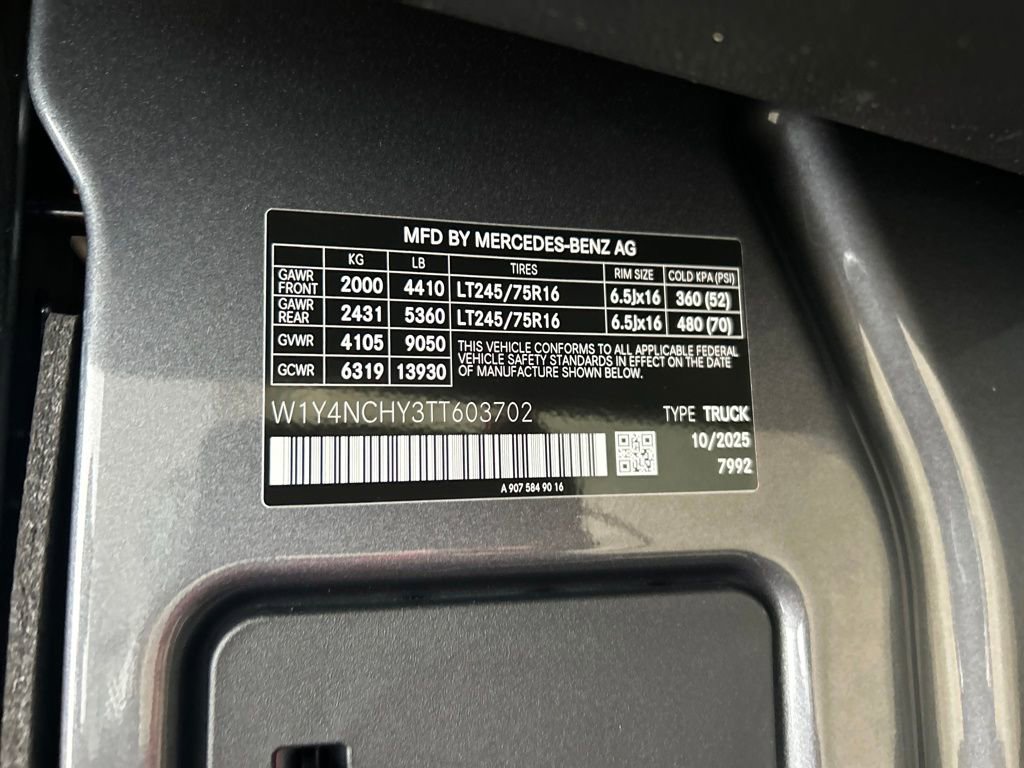 MFD BY MERCEDES-BENZ AG
KG LB TIRES RIM SIZE COLD KPA (PSI)
GAWR FRONT 2000 4410 LT245/75R16 6.5Jx16 360 (52)
GAWR REAR 2431 5360 LT245/75R16 6.5Jx16 480 (70)
GVWR 4105 9050
GCWR 6319 13930
THIS VEHICLE CONFORMS TO ALL APPLICABLE FEDERAL
VEHICLE SAFETY STANDARDS IN EFFECT ON THE DATE
OF MANUFACTURE SHOWN BELOW.
W1Y4NCHY3TT603702 TYPE TRUCK
10/2025
7992
A 907 584 90 16